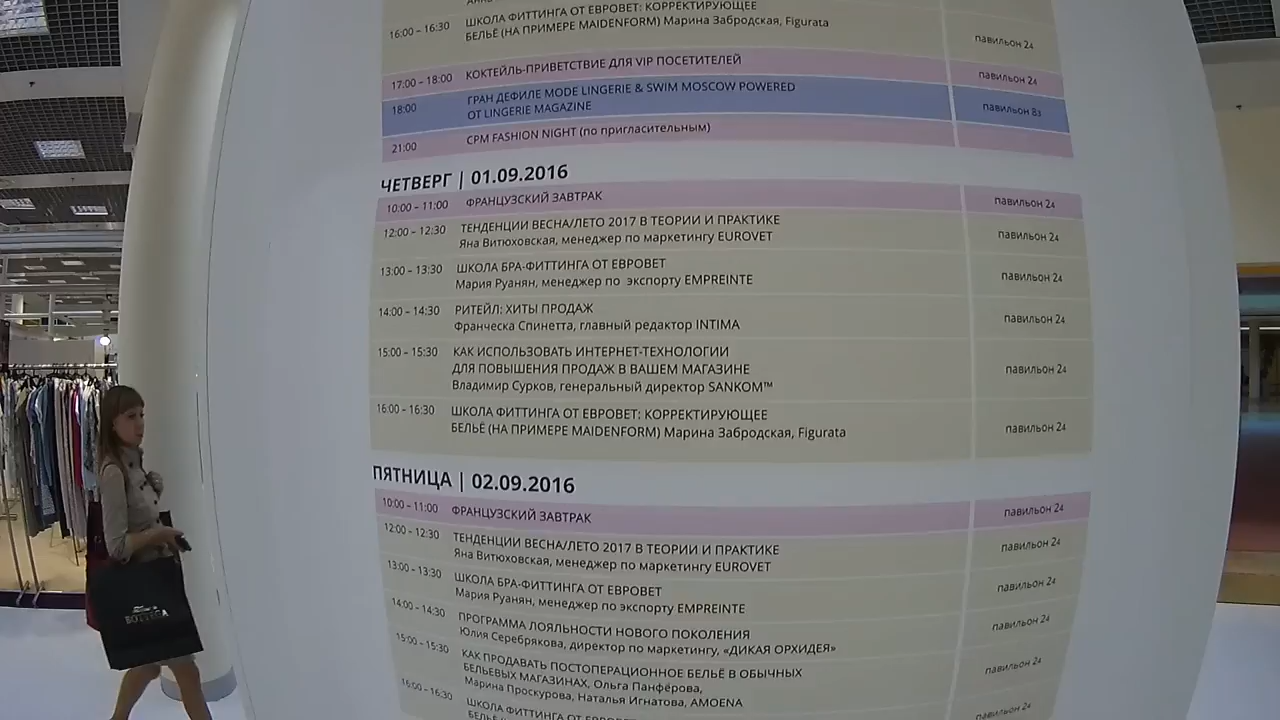 16:00 – 16:30 ШКОЛА ФИТТИНГА ОТ ЕВРОВЕТ: КОРРЕКТИРУЮЩЕЕ
БЕЛЬЁ (НА ПРИМЕРЕ MAIDENFORM) Марина Забродская, Figurata павильон 24
17:00 – 18:00 КОКТЕЙЛЬ-ПРИВЕТСТВИЕ ДЛЯ VIP ПОСЕТИТЕЛЕЙ павильон 24
18:00 ГРАН ДЕФИЛЕ MODE LINGERIE & SWIM MOSCOW POWERED
ОТ LINGERIE MAGAZINE павильон 83
21:00 CPM FASHION NIGHT (по пригласительным)
ЧЕТВЕРГ | 01.09.2016
10:00 – 11:00 ФРАНЦУЗСКИЙ ЗАВТРАК павильон 24
12:00 – 12:30 ТЕНДЕНЦИИ ВЕСНА/ЛЕТО 2017 В ТЕОРИИ И ПРАКТИКЕ
Яна Витюховская, менеджер по маркетингу EUROVET павильон 24
13:00 – 13:30 ШКОЛА БРА-ФИТТИНГА ОТ ЕВРОВЕТ
Мария Руанян, менеджер по экспорту EMPREINTE павильон 24
14:00 – 14:30 РИТЕЙЛ: ХИТЫ ПРОДАЖ
Франческа Спинетта, главный редактор INTIMA павильон 24
15:00 – 15:30 КАК ИСПОЛЬЗОВАТЬ ИНТЕРНЕТ-ТЕХНОЛОГИИ
ДЛЯ ПОВЫШЕНИЯ ПРОДАЖ В ВАШЕМ МАГАЗИНЕ павильон 24
Владимир Сурков, генеральный директор SANKOM™
16:00 – 16:30 ШКОЛА ФИТТИНГА ОТ ЕВРОВЕТ: КОРРЕКТИРУЮЩЕЕ
БЕЛЬЁ (НА ПРИМЕРЕ MAIDENFORM) Марина Забродская, Figurata павильон 24
ПЯТНИЦА | 02.09.2016
10:00 – 11:00 ФРАНЦУЗСКИЙ ЗАВТРАК павильон 24
12:00 – 12:30 ТЕНДЕНЦИИ ВЕСНА/ЛЕТО 2017 В ТЕОРИИ И ПРАКТИКЕ
Яна Витюховская, менеджер по маркетингу EUROVET павильон 24
13:00 – 13:30 ШКОЛА БРА-ФИТТИНГА ОТ ЕВРОВЕТ
Мария Руанян, менеджер по экспорту EMPREINTE павильон 24
14:00 – 14:30 ПРОГРАММА ЛОЯЛЬНОСТИ НОВОГО ПОКОЛЕНИЯ
Юлия Серебрякова, директор по маркетингу, «ДИКАЯ ОРХИДЕЯ» павильон 24
15:00 – 15:30 КАК ПРОДАВАТЬ ПОСТОПЕРАЦИОННОЕ БЕЛЬЁ В ОБЫЧНЫХ
БЕЛЬЕВЫХ МАГАЗИНАХ, Ольга Панфёрова, павильон 24
Марина Проскурова, Наталья Игнатова, AMOENA
16:00 – 16:30 ШКОЛА ФИТТИНГА ОТ ЕВРОВЕТ: КОРРЕКТИРУЮЩЕЕ
павильон 24
BOTTEGA